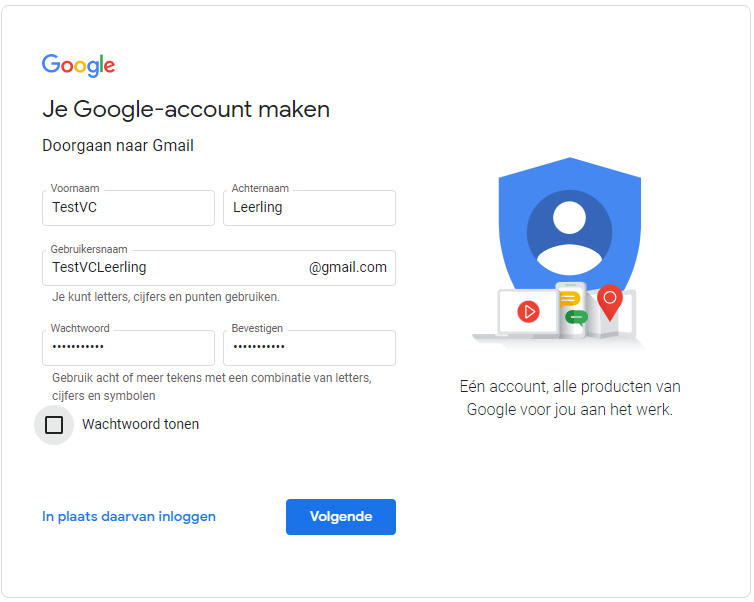 Google
Je Google-account maken
Doorgaan naar Gmail
Voornaam
TestVC
Achternaam
Leerling
Gebruikersnaam
TestVCLeerling @gmail.com
Je kunt letters, cijfers en punten gebruiken.
Wachtwoord
•••••••••••
Bevestigen
•••••••••••
Gebruik acht of meer tekens met een combinatie van letters,
cijfers en symbolen
Wachtwoord tonen
In plaats daarvan inloggen
Volgende
Eén account, alle producten van
Google voor jou aan het werk.